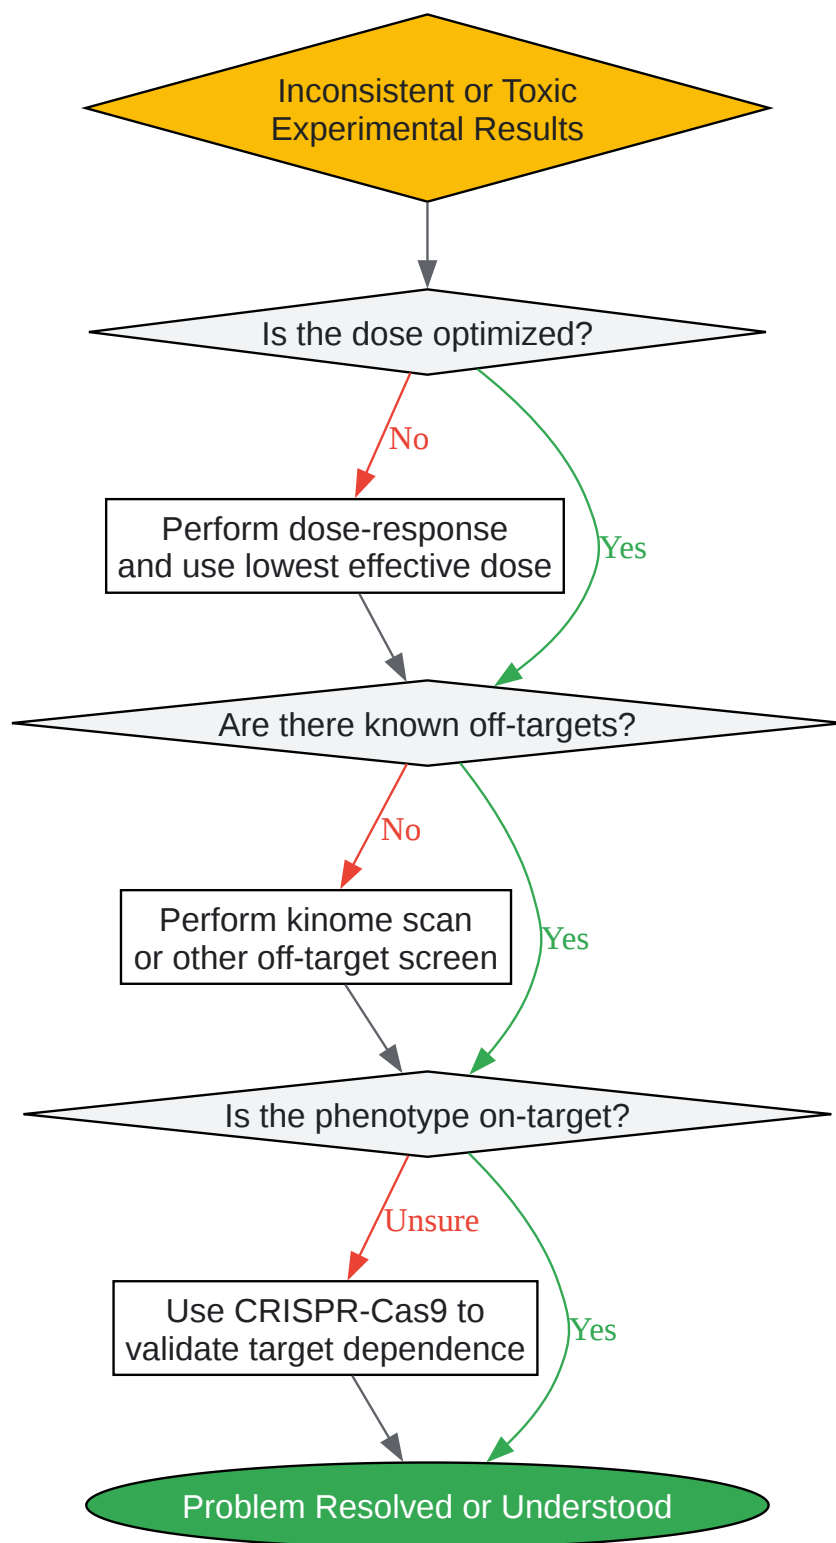 Inconsistent or Toxic
Experimental Results
Is the dose optimized?
No
Perform dose-response
and use lowest effective dose
Yes
Are there known off-targets?
No
Perform kinome scan
or other off-target screen
Yes
Is the phenotype on-target?
Unsure
Use CRISPR-Cas9 to
validate target dependence
Yes
Problem Resolved or Understood